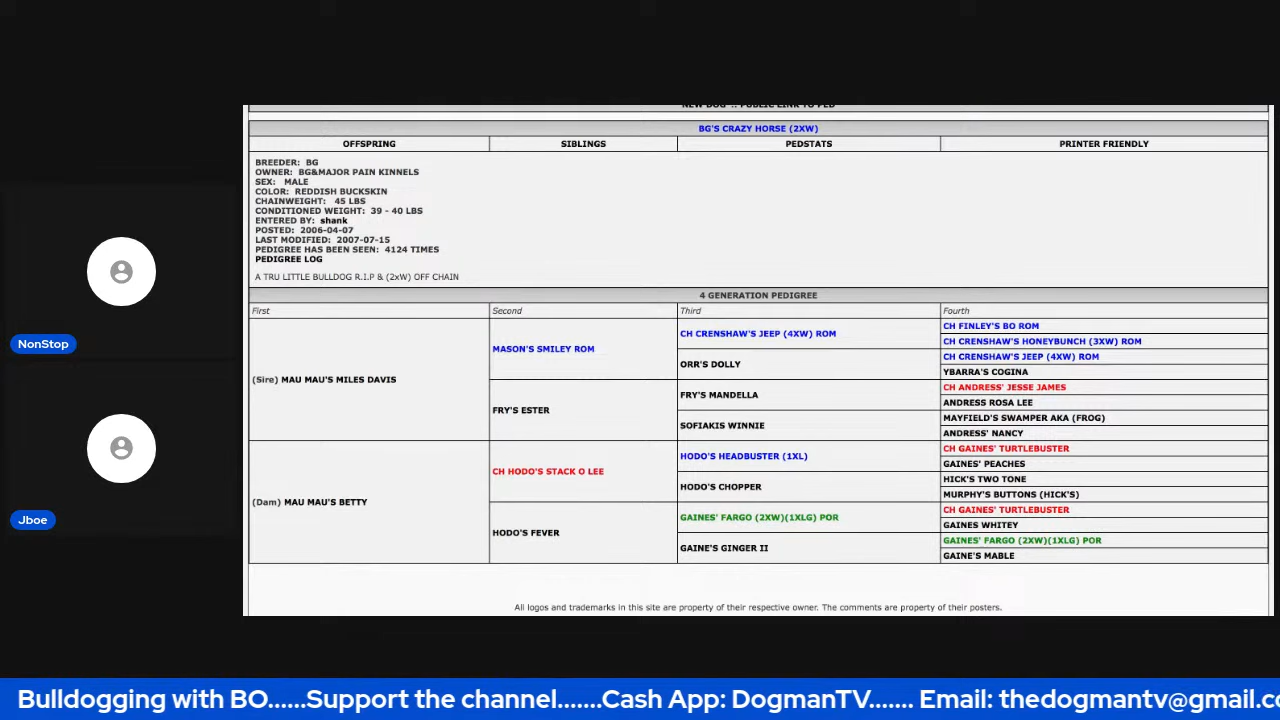 NEW DOG .: PUBLIC LINK TO PED
BG'S CRAZY HORSE (2XW)
OFFSPRING SIBLINGS PEDSTATS PRINTER FRIENDLY
BREEDER: BG
OWNER: BG&MAJOR PAIN KINNELS
SEX: MALE
COLOR: REDDISH BUCKSKIN
CHAINWEIGHT: 45 LBS
CONDITIONED WEIGHT: 39 - 40 LBS
ENTERED BY: shank
POSTED: 2006-04-07
LAST MODIFIED: 2007-07-15
PEDIGREE HAS BEEN SEEN: 4124 TIMES
PEDIGREE LOG
A TRU LITTLE BULLDOG R.I.P & (2xW) OFF CHAIN
4 GENERATION PEDIGREE
First Second Third Fourth
(Sire) MAU MAU'S MILES DAVIS
(Dam) MAU MAU'S BETTY
MASON'S SMILEY ROM
FRY'S ESTER
CH HODO'S STACK O LEE
HODO'S FEVER
CH CRENSHAW'S JEEP (4XW) ROM
ORR'S DOLLY
FRY'S MANDELLA
SOFIAKIS WINNIE
HODO'S HEADBUSTER (1XL)
HODO'S CHOPPER
GAINES' FARGO (2XW)(1XLG) POR
GAINE'S GINGER II
CH FINLEY'S BO ROM
CH CRENSHAW'S HONEYBUNCH (3XW) ROM
CH CRENSHAW'S JEEP (4XW) ROM
YBARRA'S COGINA
CH ANDRESS' JESSE JAMES
ANDRESS ROSA LEE
MAYFIELD'S SWAMPER AKA (FROG)
ANDRESS' NANCY
CH GAINES' TURTLEBUSTER
GAINES' PEACHES
HICK'S TWO TONE
MURPHY'S BUTTONS (HICK'S)
CH GAINES' TURTLEBUSTER
GAINES WHITEY
GAINES' FARGO (2XW)(1XLG) POR
GAINE'S MABLE
All logos and trademarks in this site are property of their respective owner. The comments are property of their posters.
NonStop
Jboe
Bulldogging with BO......Support the channel.......Cash App: DogmanTV....... Email: thedogmantv@gmail.co